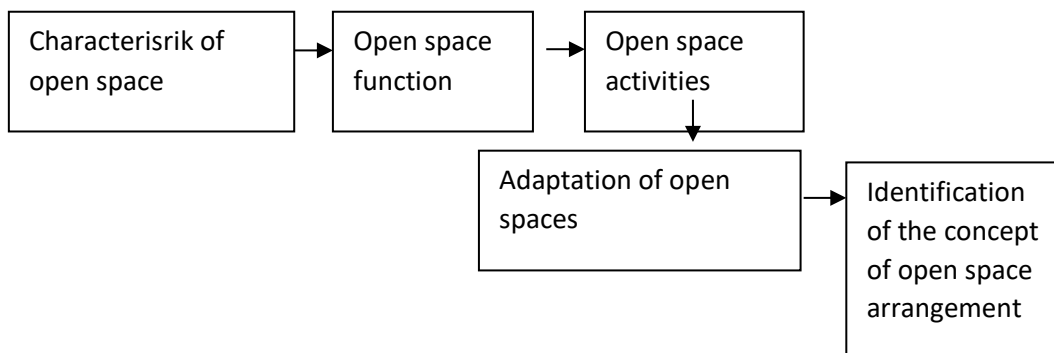 Characterisrik of
open space
Open space
function
Open space
activities
Adaptation of open
spaces
Identification
of the concept
of open space
arrangement